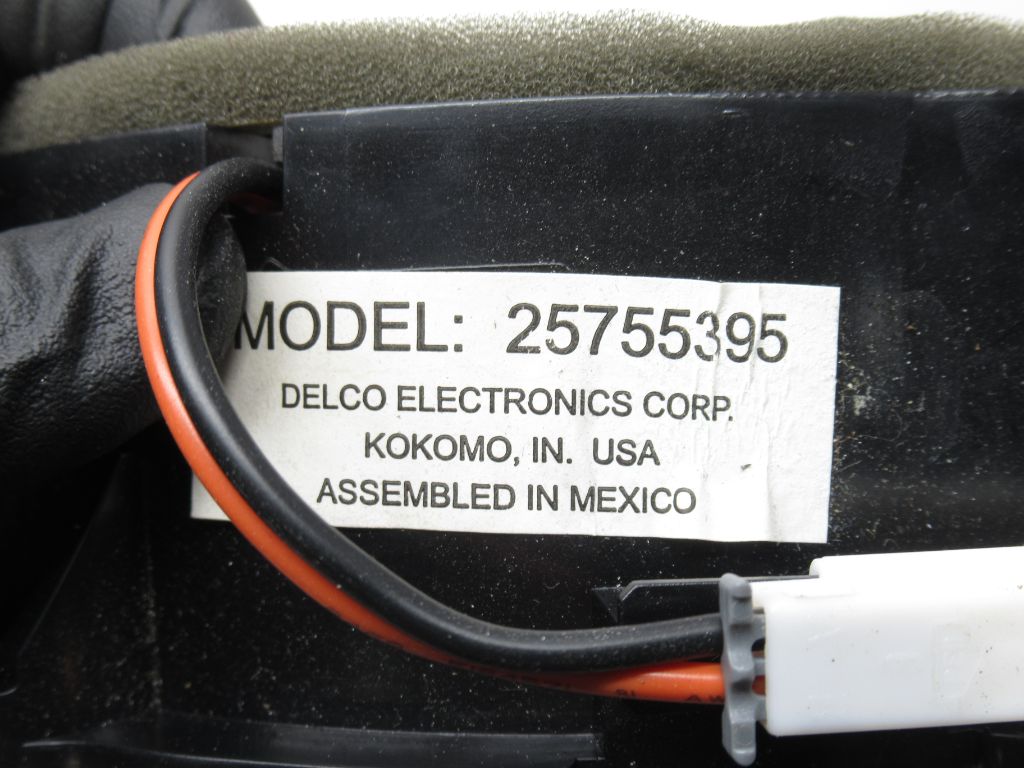 MODEL: 25755395
DELCO ELECTRONICS CORP.
KOKOMO, IN. USA
ASSEMBLED IN MEXICO